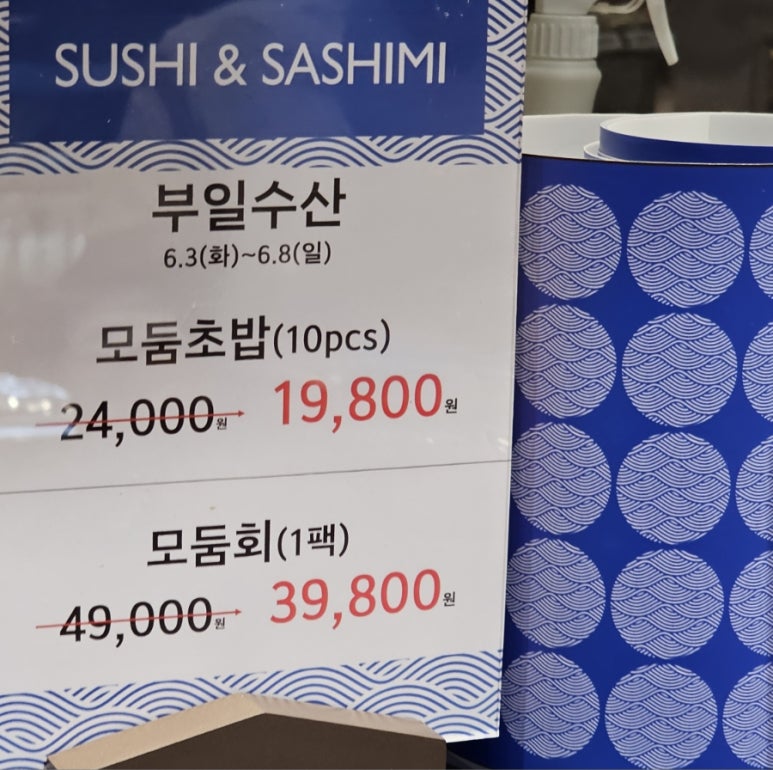 SUSHI & SASHIMI
부일수산
6.3(화)~6.8(일)
모둠초밥(10pcs)
24,000원 19,800원
모둠회(1팩)
49,000원 39,800원